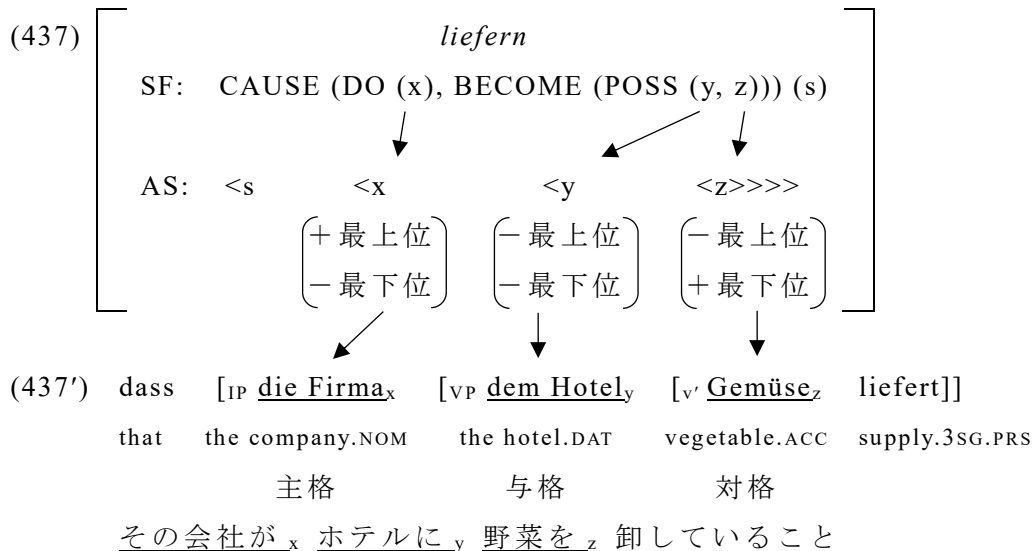 (437) liefern
SF: CAUSE (DO (x), BECOME (POSS (y, z))) (s)
AS: <s <x <y <z>>>>
＋最上位 －最上位 －最上位
－最下位 －最下位 ＋最下位
(437′) dass [IP die Firmax [VP dem Hotely [v′ Gemüsez liefert]]
that the company.NOM the hotel.DAT vegetable.ACC supply.3SG.PRS
主格 与格 対格
その会社が x ホテルに y 野菜を z 卸していること